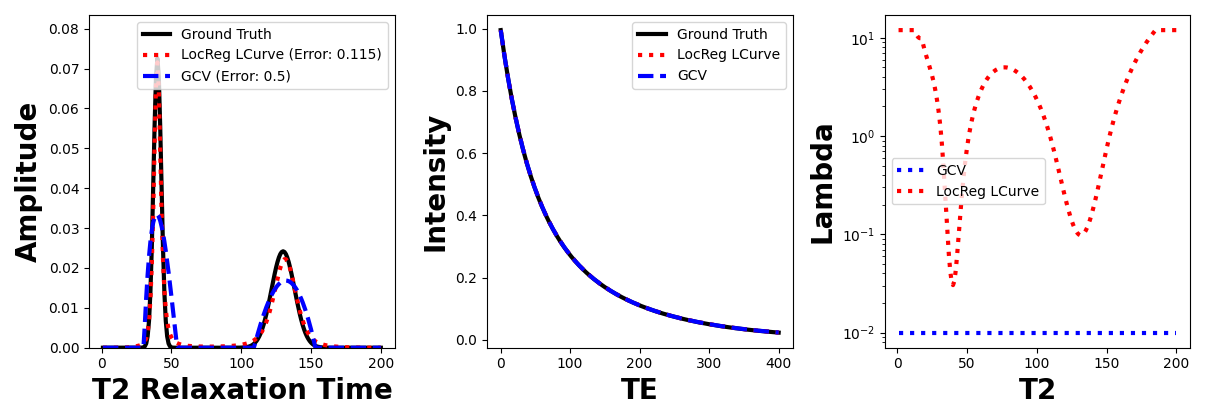 Amplitude
0.08
0.07
0.06
0.05
0.04
0.03
0.02
0.01
0.00
Ground Truth
LocReg LCurve (Error: 0.115)
GCV (Error: 0.5)
0 50 100 150 200
T2 Relaxation Time
Intensity
1.0
0.8
0.6
0.4
0.2
0.0
Ground Truth
LocReg LCurve
GCV
0 100 200 300 400
TE
Lambda
10¹
10⁰
10⁻¹
10⁻²
GCV
LocReg LCurve
0 50 100 150 200
T2